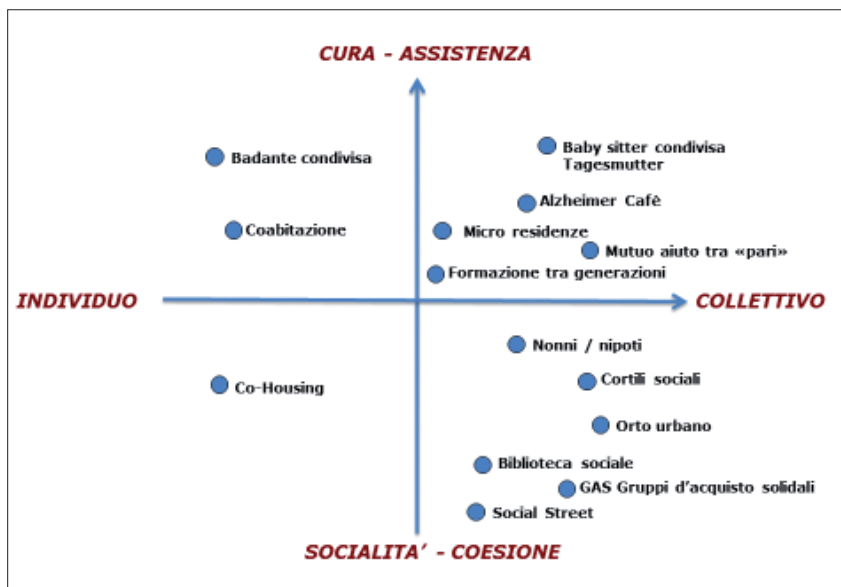 CURA - ASSISTENZA
Badante condivisa
Baby sitter condivisa
Tagesmutter
Alzheimer Cafè
Coabitazione
Micro residenze
Mutuo aiuto tra «pari»
Formazione tra generazioni
INDIVIDUO
COLLETTIVO
Nonni / nipoti
Cortili sociali
Co-Housing
Orto urbano
Biblioteca sociale
GAS Gruppi d'acquisto solidali
Social Street
SOCIALITA' - COESIONE